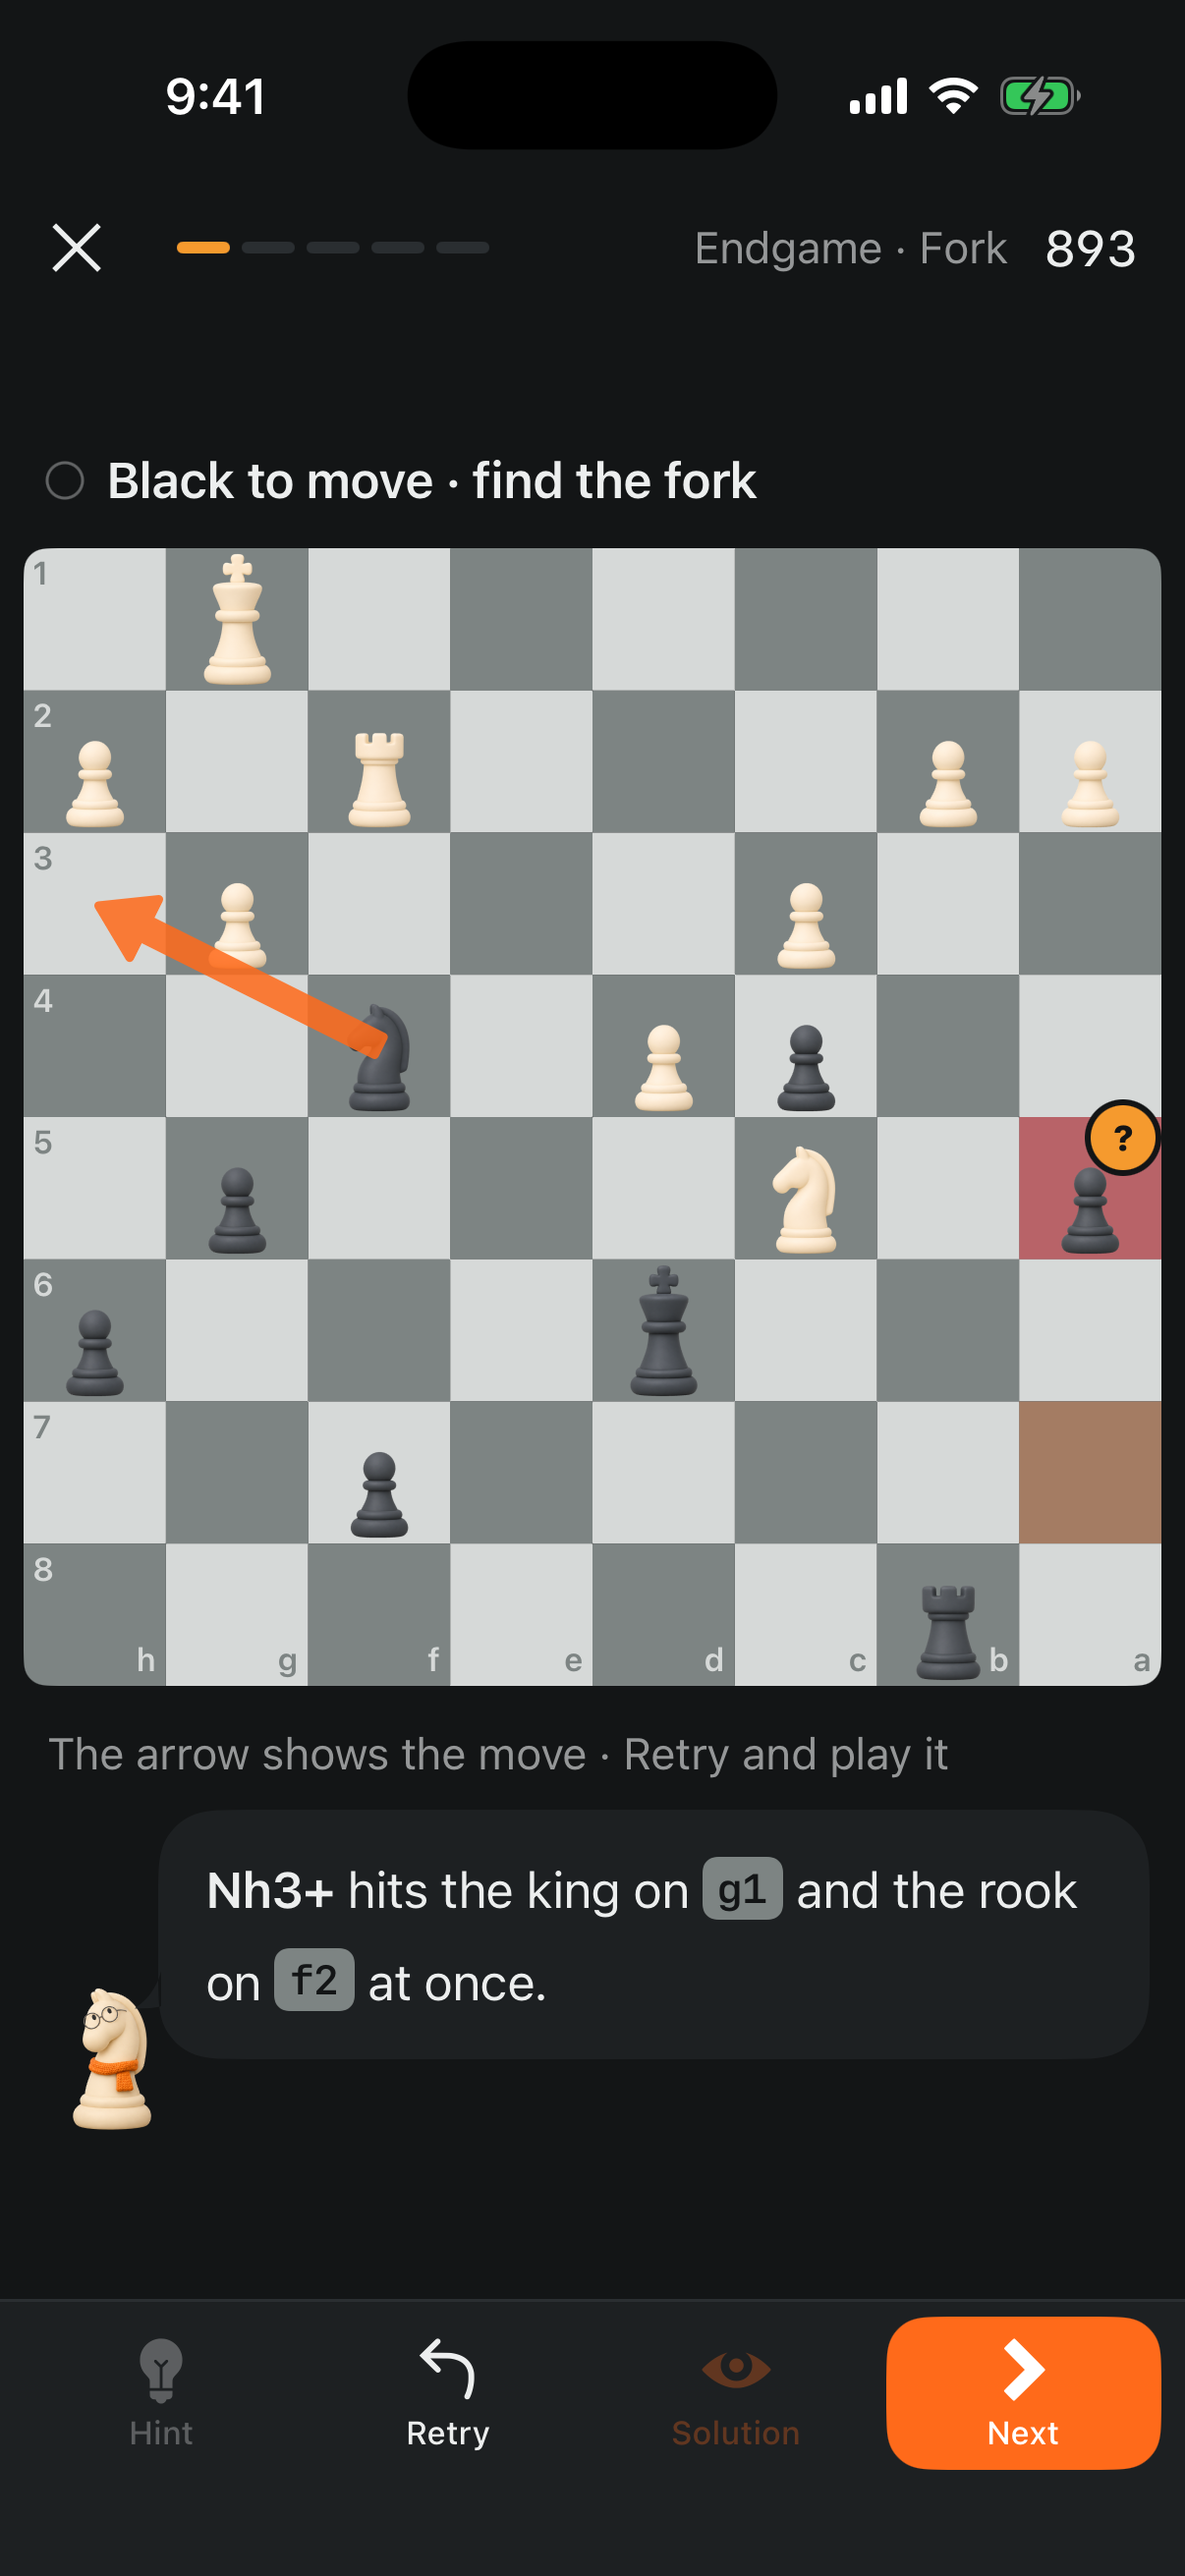 9:41
Endgame · Fork 893
Black to move · find the fork
1
2
3
4
?
5
6
7
8
h g f e d c b a
The arrow shows the move · Retry and play it
Nh3+ hits the king on g1 and the rook
on f2 at once.
Hint Retry Solution Next